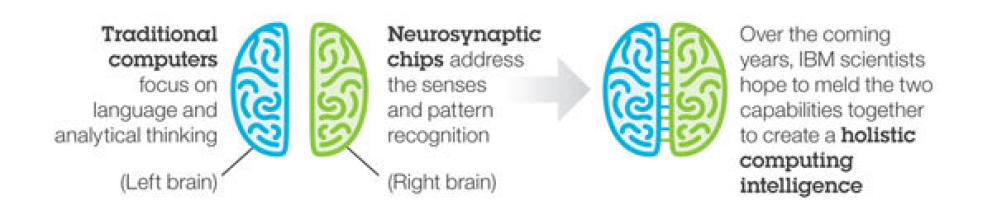 Traditional
computers
focus on
language and
analytical thinking
(Left brain)
Neurosynaptic
chips address
the senses
and pattern
recognition
(Right brain)
Over the coming
years, IBM scientists
hope to meld the two
capabilities together
to create a holistic
computing
intelligence